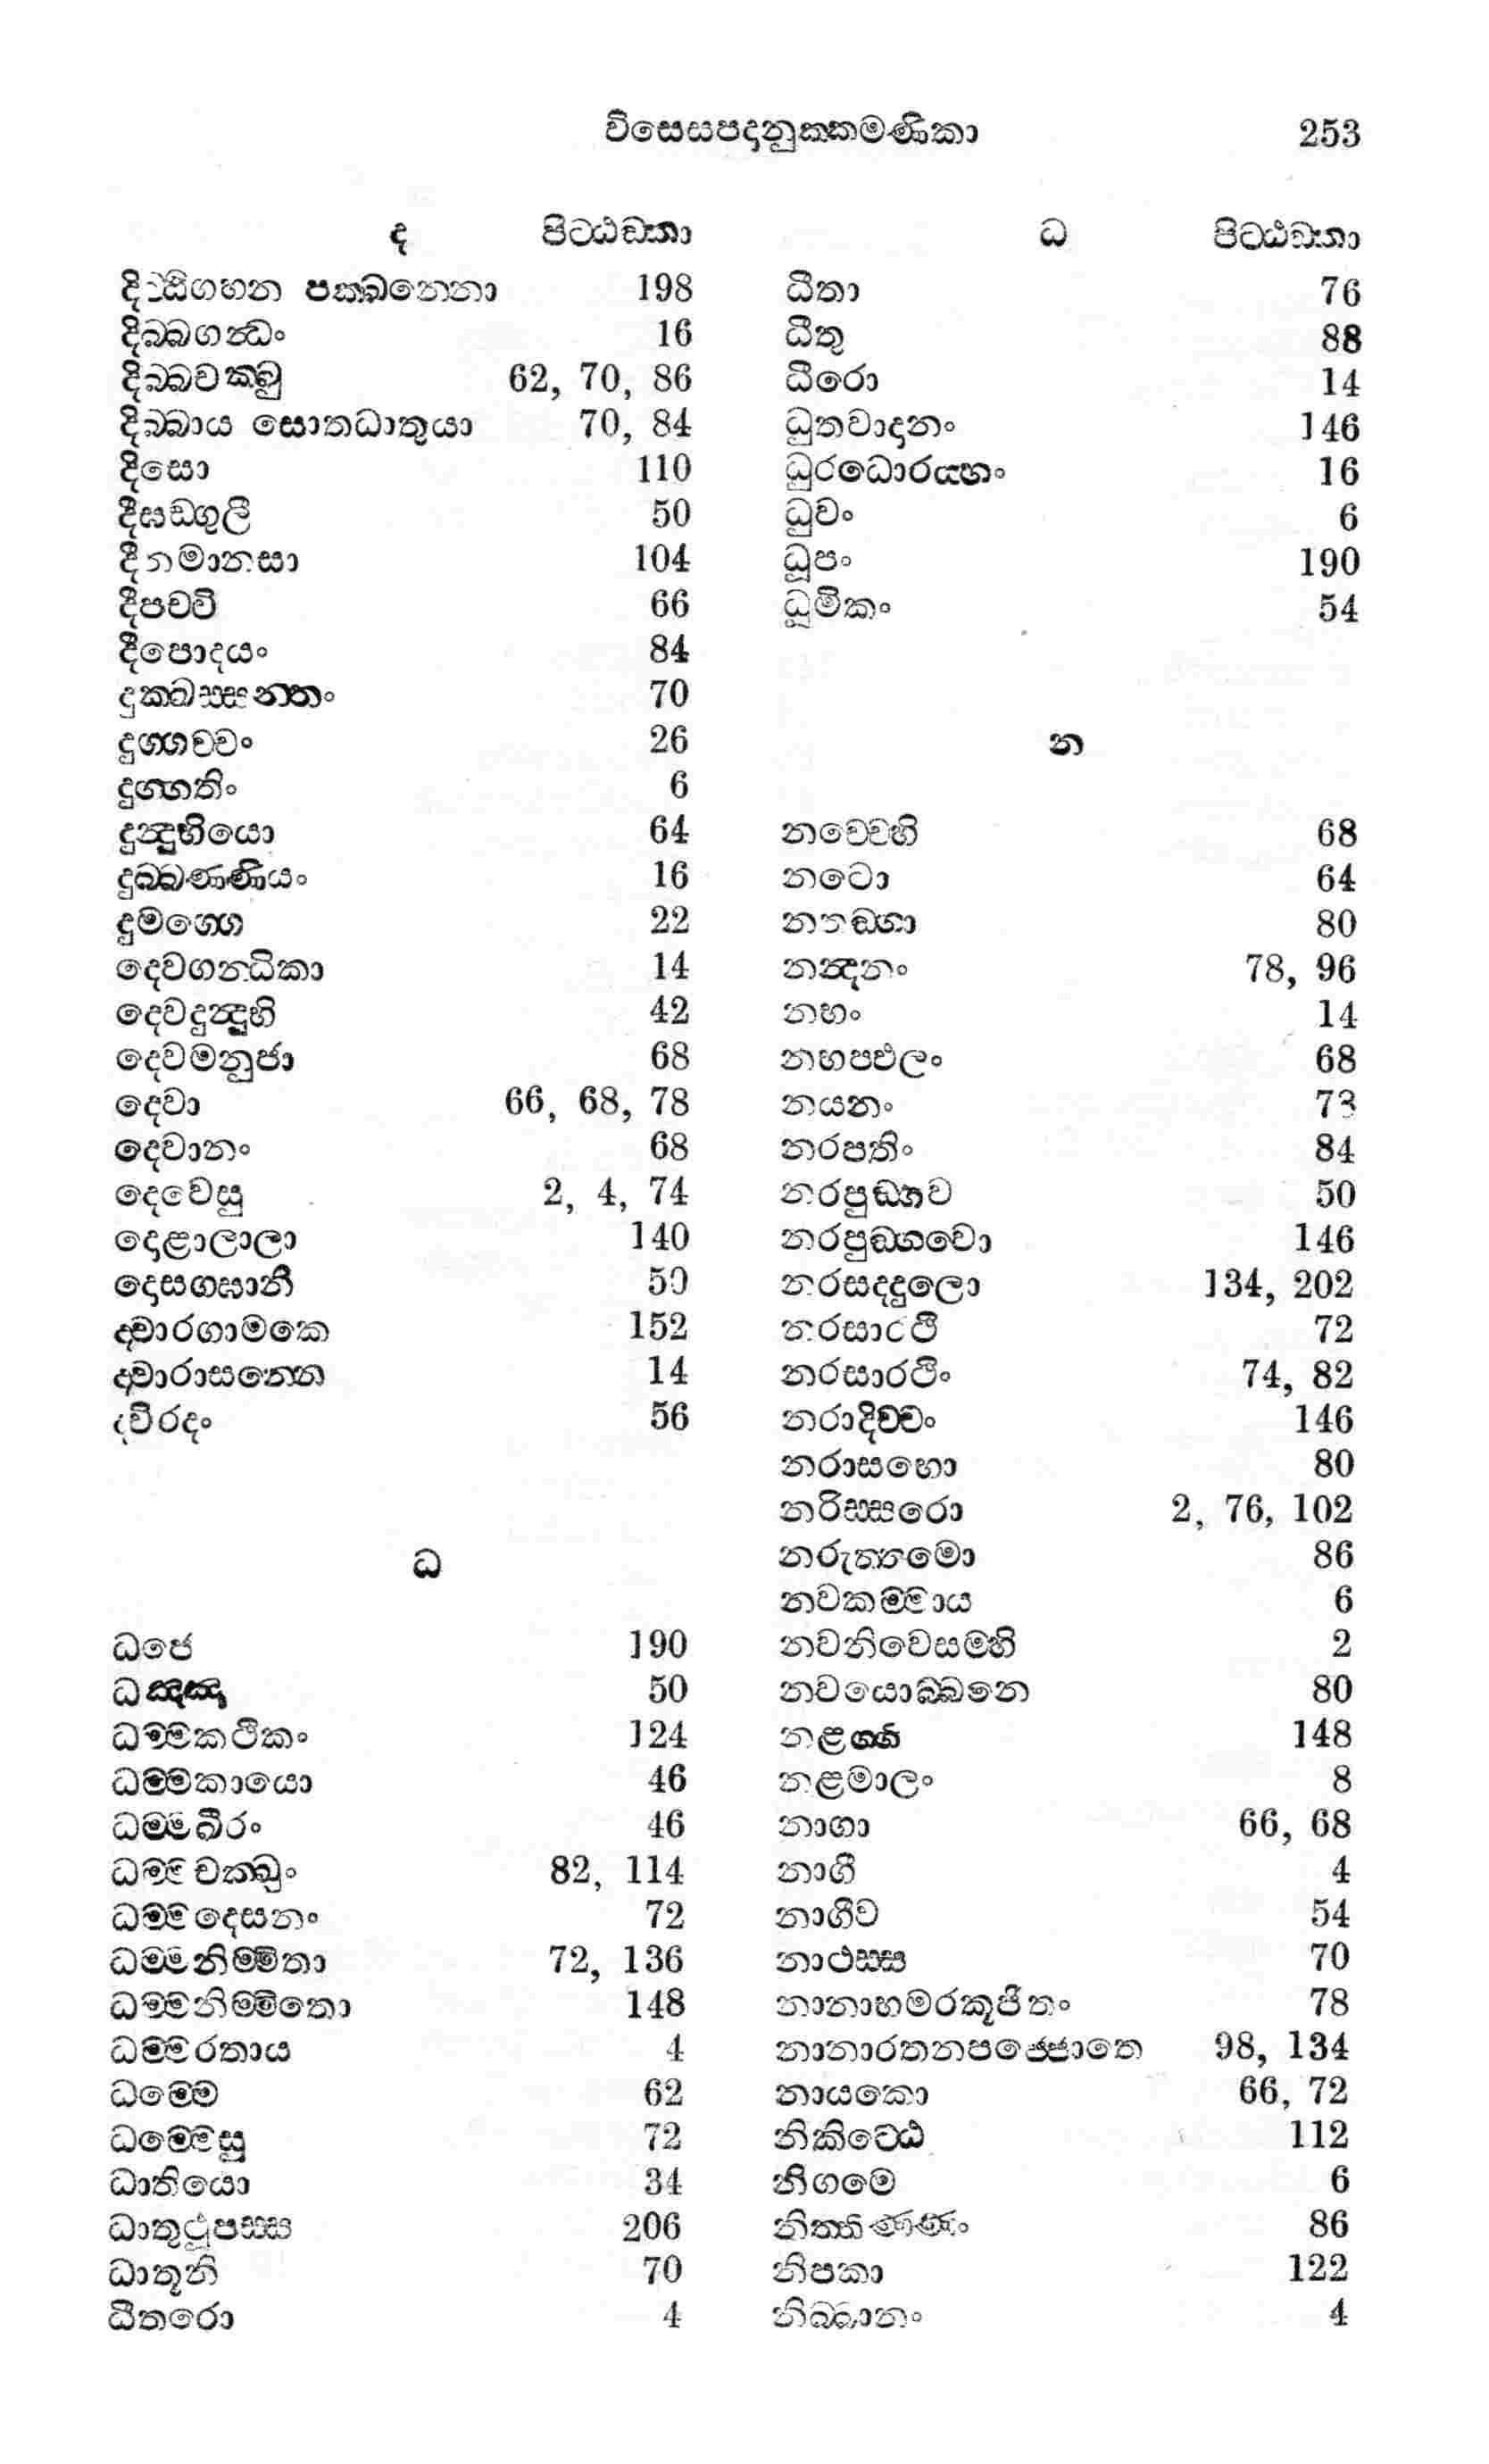 විසෙසපදානුක්කමණිකා 253
ද පිට්ඨඞ්කා
දිට්ඨිගහන පක්ඛන්තො 198
දිබ්බගන්ධං 16
දිබ්බචක්ඛු 62, 70, 86
දිබ්බාය සොතධාතුයා 70, 84
දිසො 110
දීඝඞ්ගුලී 50
දීනමානසා 104
දීපච්චි 66
දීපොදයං 84
දුක්ඛස්සන්තං 70
දුග්ගච්චං 26
දුග්ගතිං 6
දුන්දුභියො 64
දුබ්බණ්ණියං 16
දුමග්ගෙ 22
දෙවගන්ධිකා 14
දෙවදුන්දුභි 42
දෙවමනුජා 68
දෙවා 66, 68, 78
දෙවානං 68
දෙවෙසු 2, 4, 74
දොළාලාලා 140
දොසග්ඝානී 50
ද්වාරගාමකෙ 152
ද්වාරාසන්නෙ 14
ද්විරදං 56
ධ
ධජෙ 190
ධඤ්ඤ 50
ධම්මකථිකං 124
ධම්මකායො 46
ධම්මඛීරං 46
ධම්මචක්ඛුං 82, 114
ධම්මදෙසනං 72
ධම්මනිම්මිතා 72, 136
ධම්මනිම්මිතො 148
ධම්මරතාය 4
ධම්මෙ 62
ධම්මෙසු 72
ධාතියො 34
ධාතුථූපස්ස 206
ධාතූනි 70
ධීතරො 4
ධ පිට්ඨඞ්කා
ධීතා 76
ධීතු 88
ධීරො 14
ධුතවාදානං 146
ධුරධොරය්හං 16
ධුවං 6
ධූපං 190
ධූමිකං 54
න
නච්චෙහි 68
නටො 64
නතඞ්ගා 80
නන්දනං 78, 96
නභං 14
නභප්ඵලං 68
නයනං 73
නරපතිං 84
නරපුඞ්ගව 50
නරපුඞ්ගවො 146
නරසද්දුලො 134, 202
නරසාරථී 72
නරසාරථිං 74, 82
නරාදිච්චං 146
නරාසභො 80
නරිස්සරො 2, 76, 102
නරුත්තමො 86
නවකම්මාය 6
නවනිවෙසම්හි 2
නවයොබ්බනෙ 80
නළග්ගි 148
නළමාලං 8
නාගා 66, 68
නාගී 4
නාගීව 54
නාථස්ස 70
නානාභමරකූජිතං 78
නානාරතනපජ්ජොතෙ 98, 134
නායකො 66, 72
නිකිට්ඨෙ 112
නිගමෙ 6
නිත්තිණ්ණං 86
නිපකා 122
නිබ්බානං 4